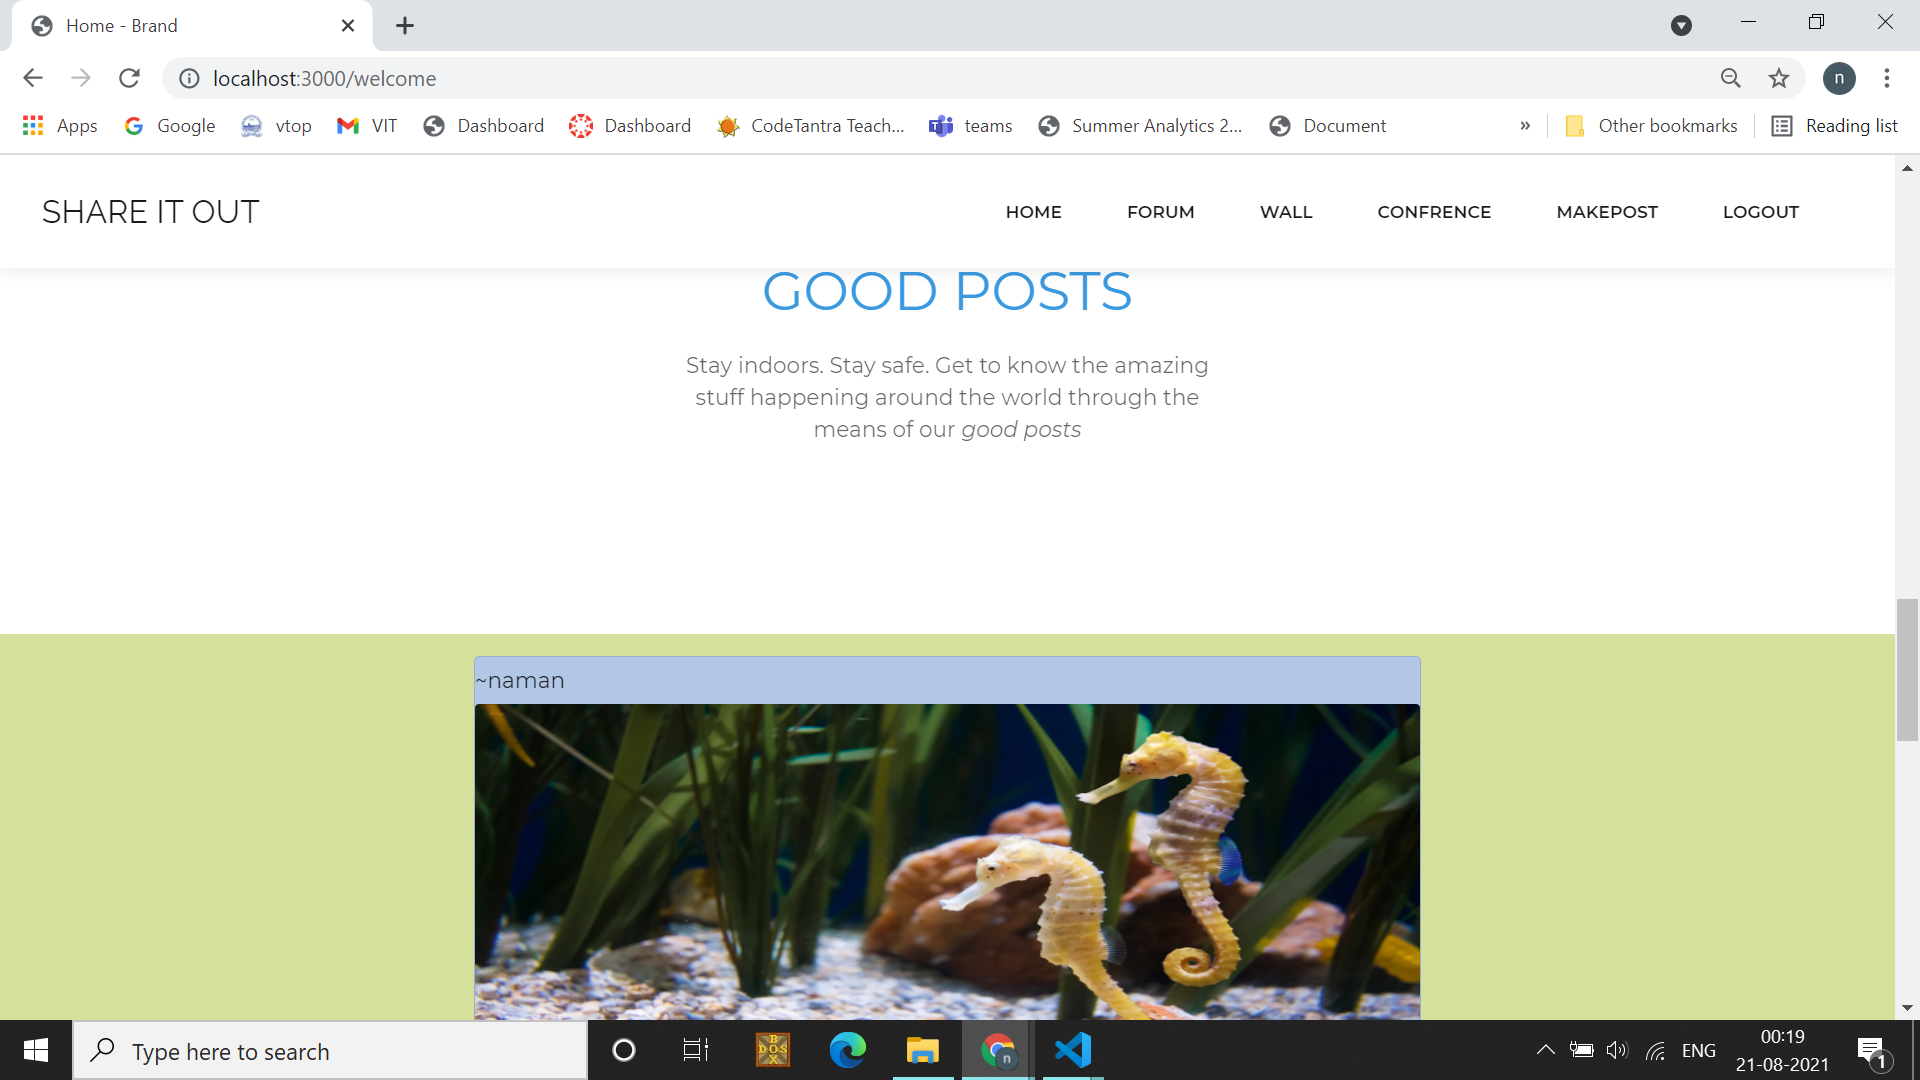 Home - Brand
localhost:3000/welcome
n
Apps Google vtop VIT Dashboard Dashboard CodeTantra Teach... teams Summer Analytics 2... Document » Other bookmarks Reading list
SHARE IT OUT HOME FORUM WALL CONFRENCE MAKEPOST LOGOUT
GOOD POSTS
Stay indoors. Stay safe. Get to know the amazing
stuff happening around the world through the
means of our good posts
~naman
Type here to search
DOS
BOX
n
ENG
00:19
21-08-2021
1